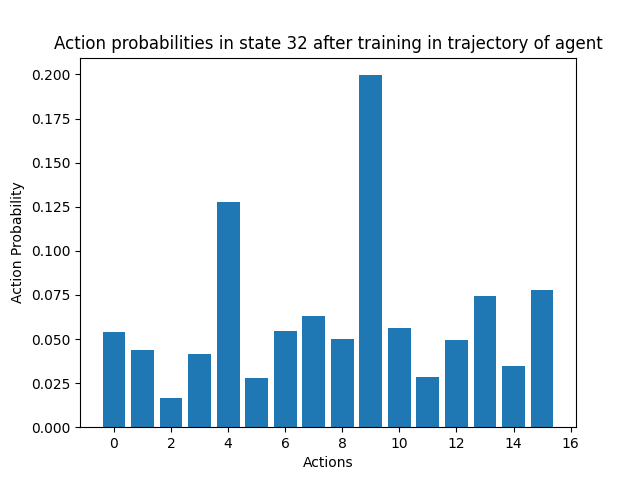 Action probabilities in state 32 after training in trajectory of agent
0.200
0.175
0.150
0.125
0.100
0.075
0.050
0.025
0.000
Action Probability
0 2 4 6 8 10 12 14 16
Actions